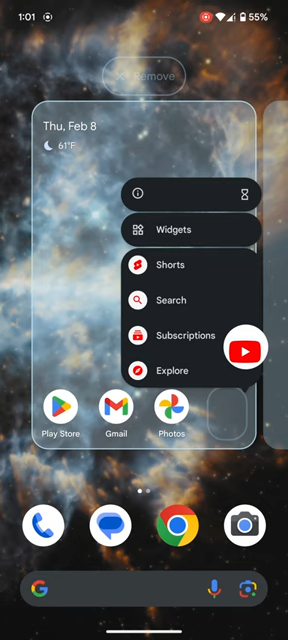 1:01
55%
Remove
Thu, Feb 8
61°F
Widgets
Shorts
Search
Subscriptions
Explore
Play Store
Gmail
Photos